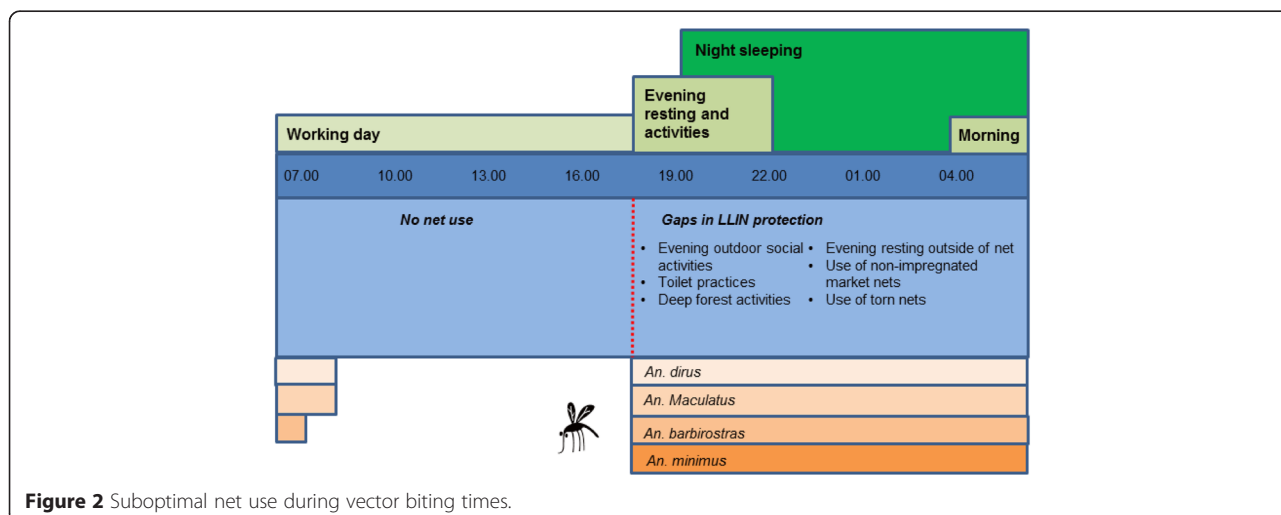 Night sleeping
Evening
resting and
activities
Working day
Morning
07.00 10.00 13.00 16.00 19.00 22.00 01.00 04.00
No net use
Gaps in LLIN protection
• Evening outdoor social
activities
• Toilet practices
• Deep forest activities
• Evening resting outside of net
• Use of non-impregnated
market nets
• Use of torn nets
An. dirus
An. Maculatus
An. barbirostras
An. minimus
Figure 2 Suboptimal net use during vector biting times.